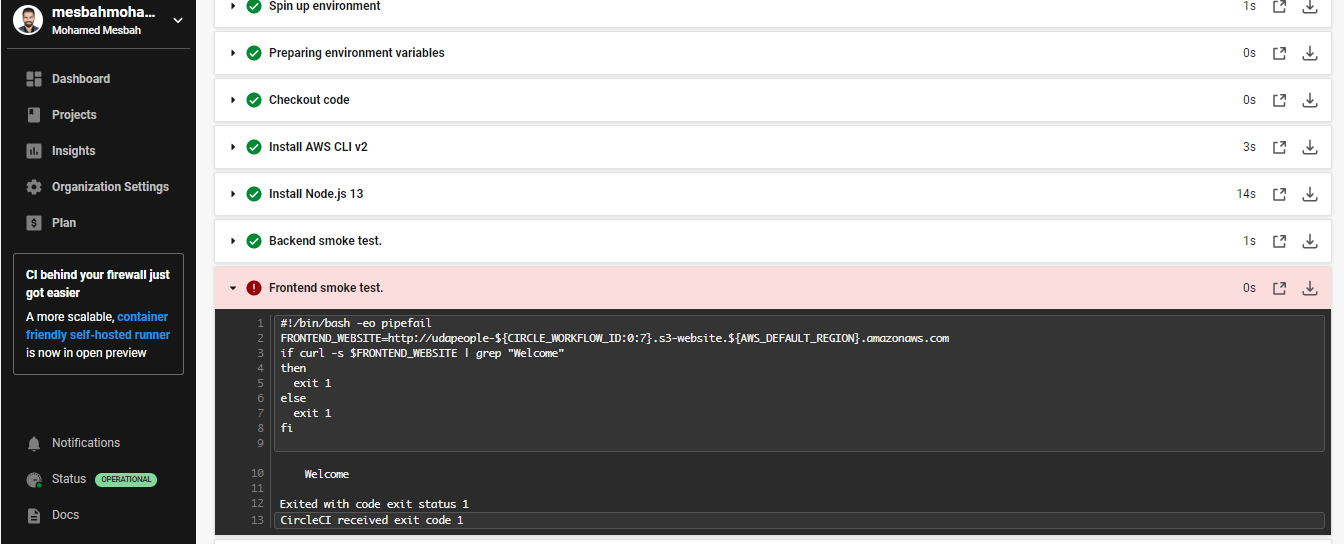 mesbahmoha...
Mohamed Mesbah
Dashboard
Projects
Insights
Organization Settings
Plan
CI behind your firewall just
got easier
A more scalable, container
friendly self-hosted runner
is now in open preview
Notifications
Status OPERATIONAL
Docs
Spin up environment 1s
Preparing environment variables 0s
Checkout code 0s
Install AWS CLI v2 3s
Install Node.js 13 14s
Backend smoke test. 1s
Frontend smoke test. 0s
1 #!/bin/bash -eo pipefail
2 FRONTEND_WEBSITE=http://udapeople-${CIRCLE_WORKFLOW_ID:0:7}.s3-website.${AWS_DEFAULT_REGION}.amazonaws.com
3 if curl -s $FRONTEND_WEBSITE | grep "Welcome"
4 then
5   exit 1
6 else
7   exit 1
8 fi
9
10     Welcome
11
12 Exited with code exit status 1
13 CircleCI received exit code 1